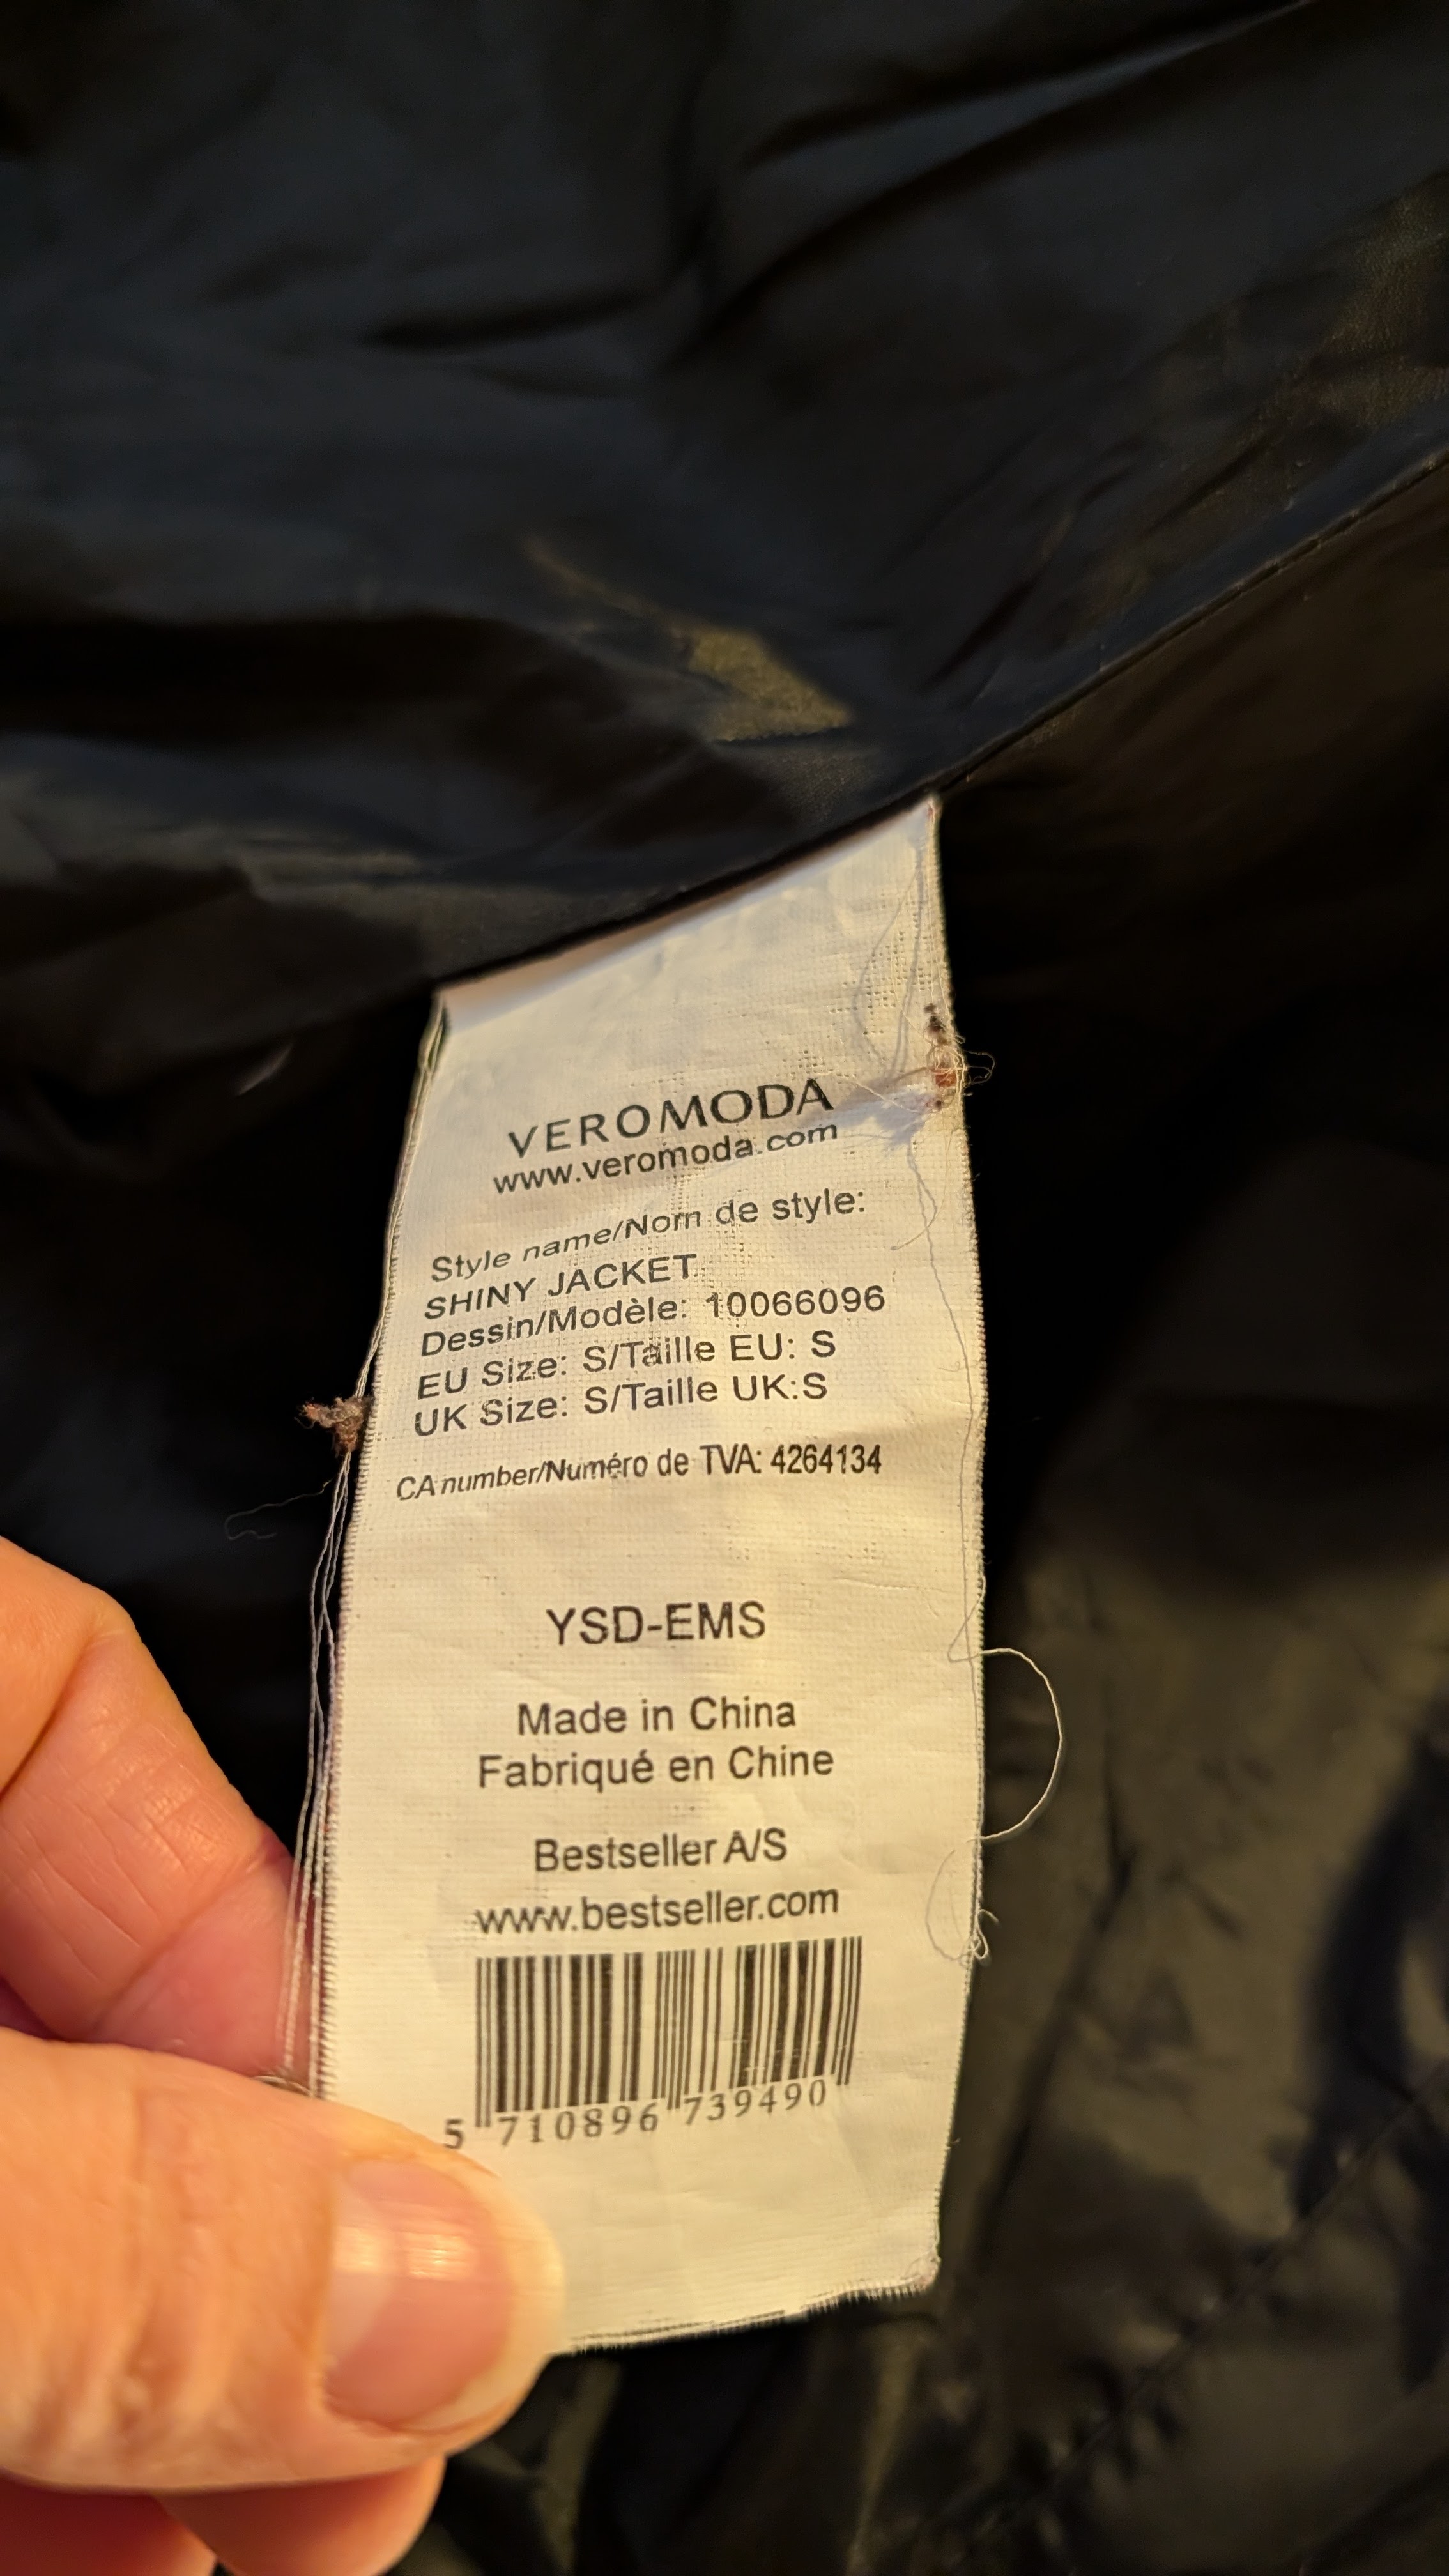 VERO MODA
www.veromoda.com
Style name/Nom de style:
SHINY JACKET
Dessin/Modèle: 10066096
EU Size: S/Taille EU: S
UK Size: S/Taille UK:S
CA number/Numéro de TVA: 4264134
YSD-EMS
Made in China
Fabriqué en Chine
Bestseller A/S
www.bestseller.com
5 710896 739490